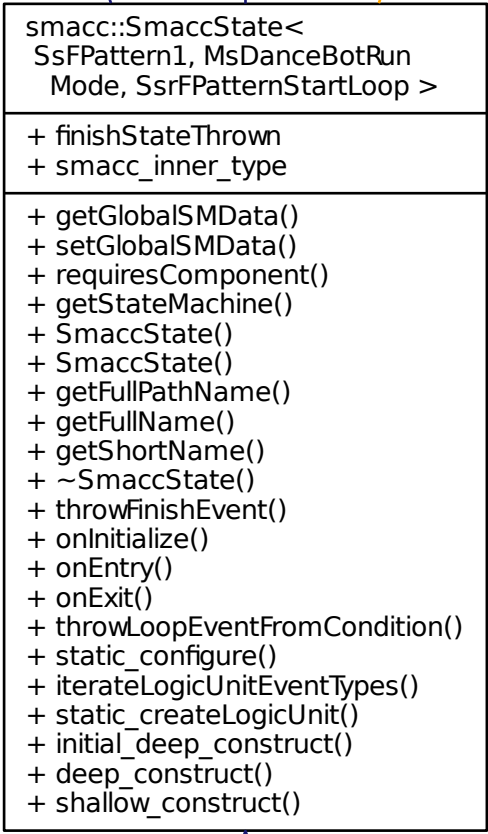 smacc::SmaccState<
SsFPattern1, MsDanceBotRun
Mode, SsrFPatternStartLoop >
+ finishStateThrown
+ smacc_inner_type
+ getGlobalSMData()
+ setGlobalSMData()
+ requiresComponent()
+ getStateMachine()
+ SmaccState()
+ SmaccState()
+ getFullPathName()
+ getFullName()
+ getShortName()
+ ~SmaccState()
+ throwFinishEvent()
+ onInitialize()
+ onEntry()
+ onExit()
+ throwLoopEventFromCondition()
+ static_configure()
+ iterateLogicUnitEventTypes()
+ static_createLogicUnit()
+ initial_deep_construct()
+ deep_construct()
+ shallow_construct()